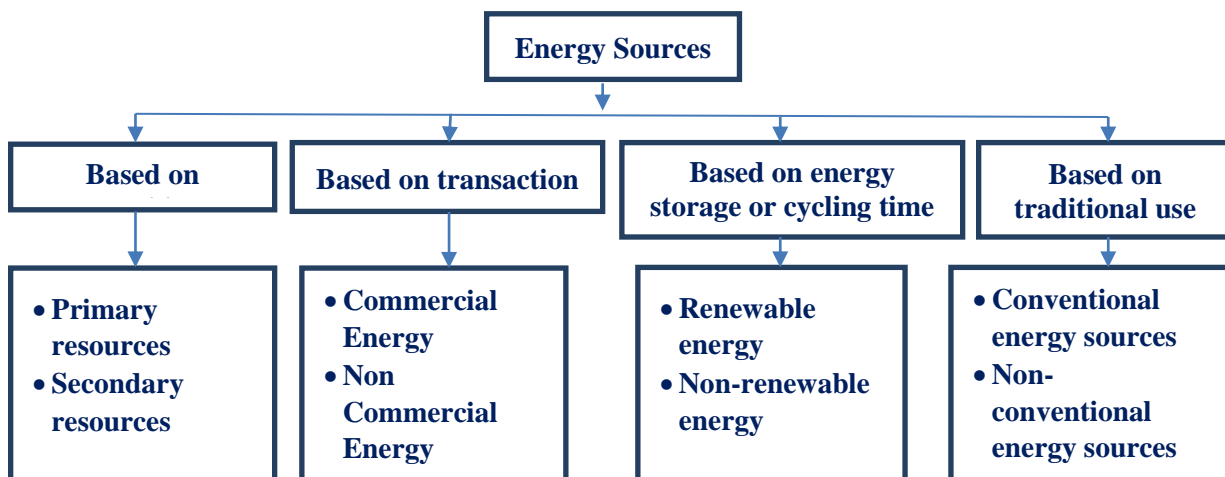 Energy Sources
Based on
Based on transaction
Based on energy
storage or cycling time
Based on
traditional use
• Primary
resources
• Secondary
resources
• Commercial
Energy
• Non
Commercial
Energy
• Renewable
energy
• Non-renewable
energy
• Conventional
energy sources
• Non-
conventional
energy sources